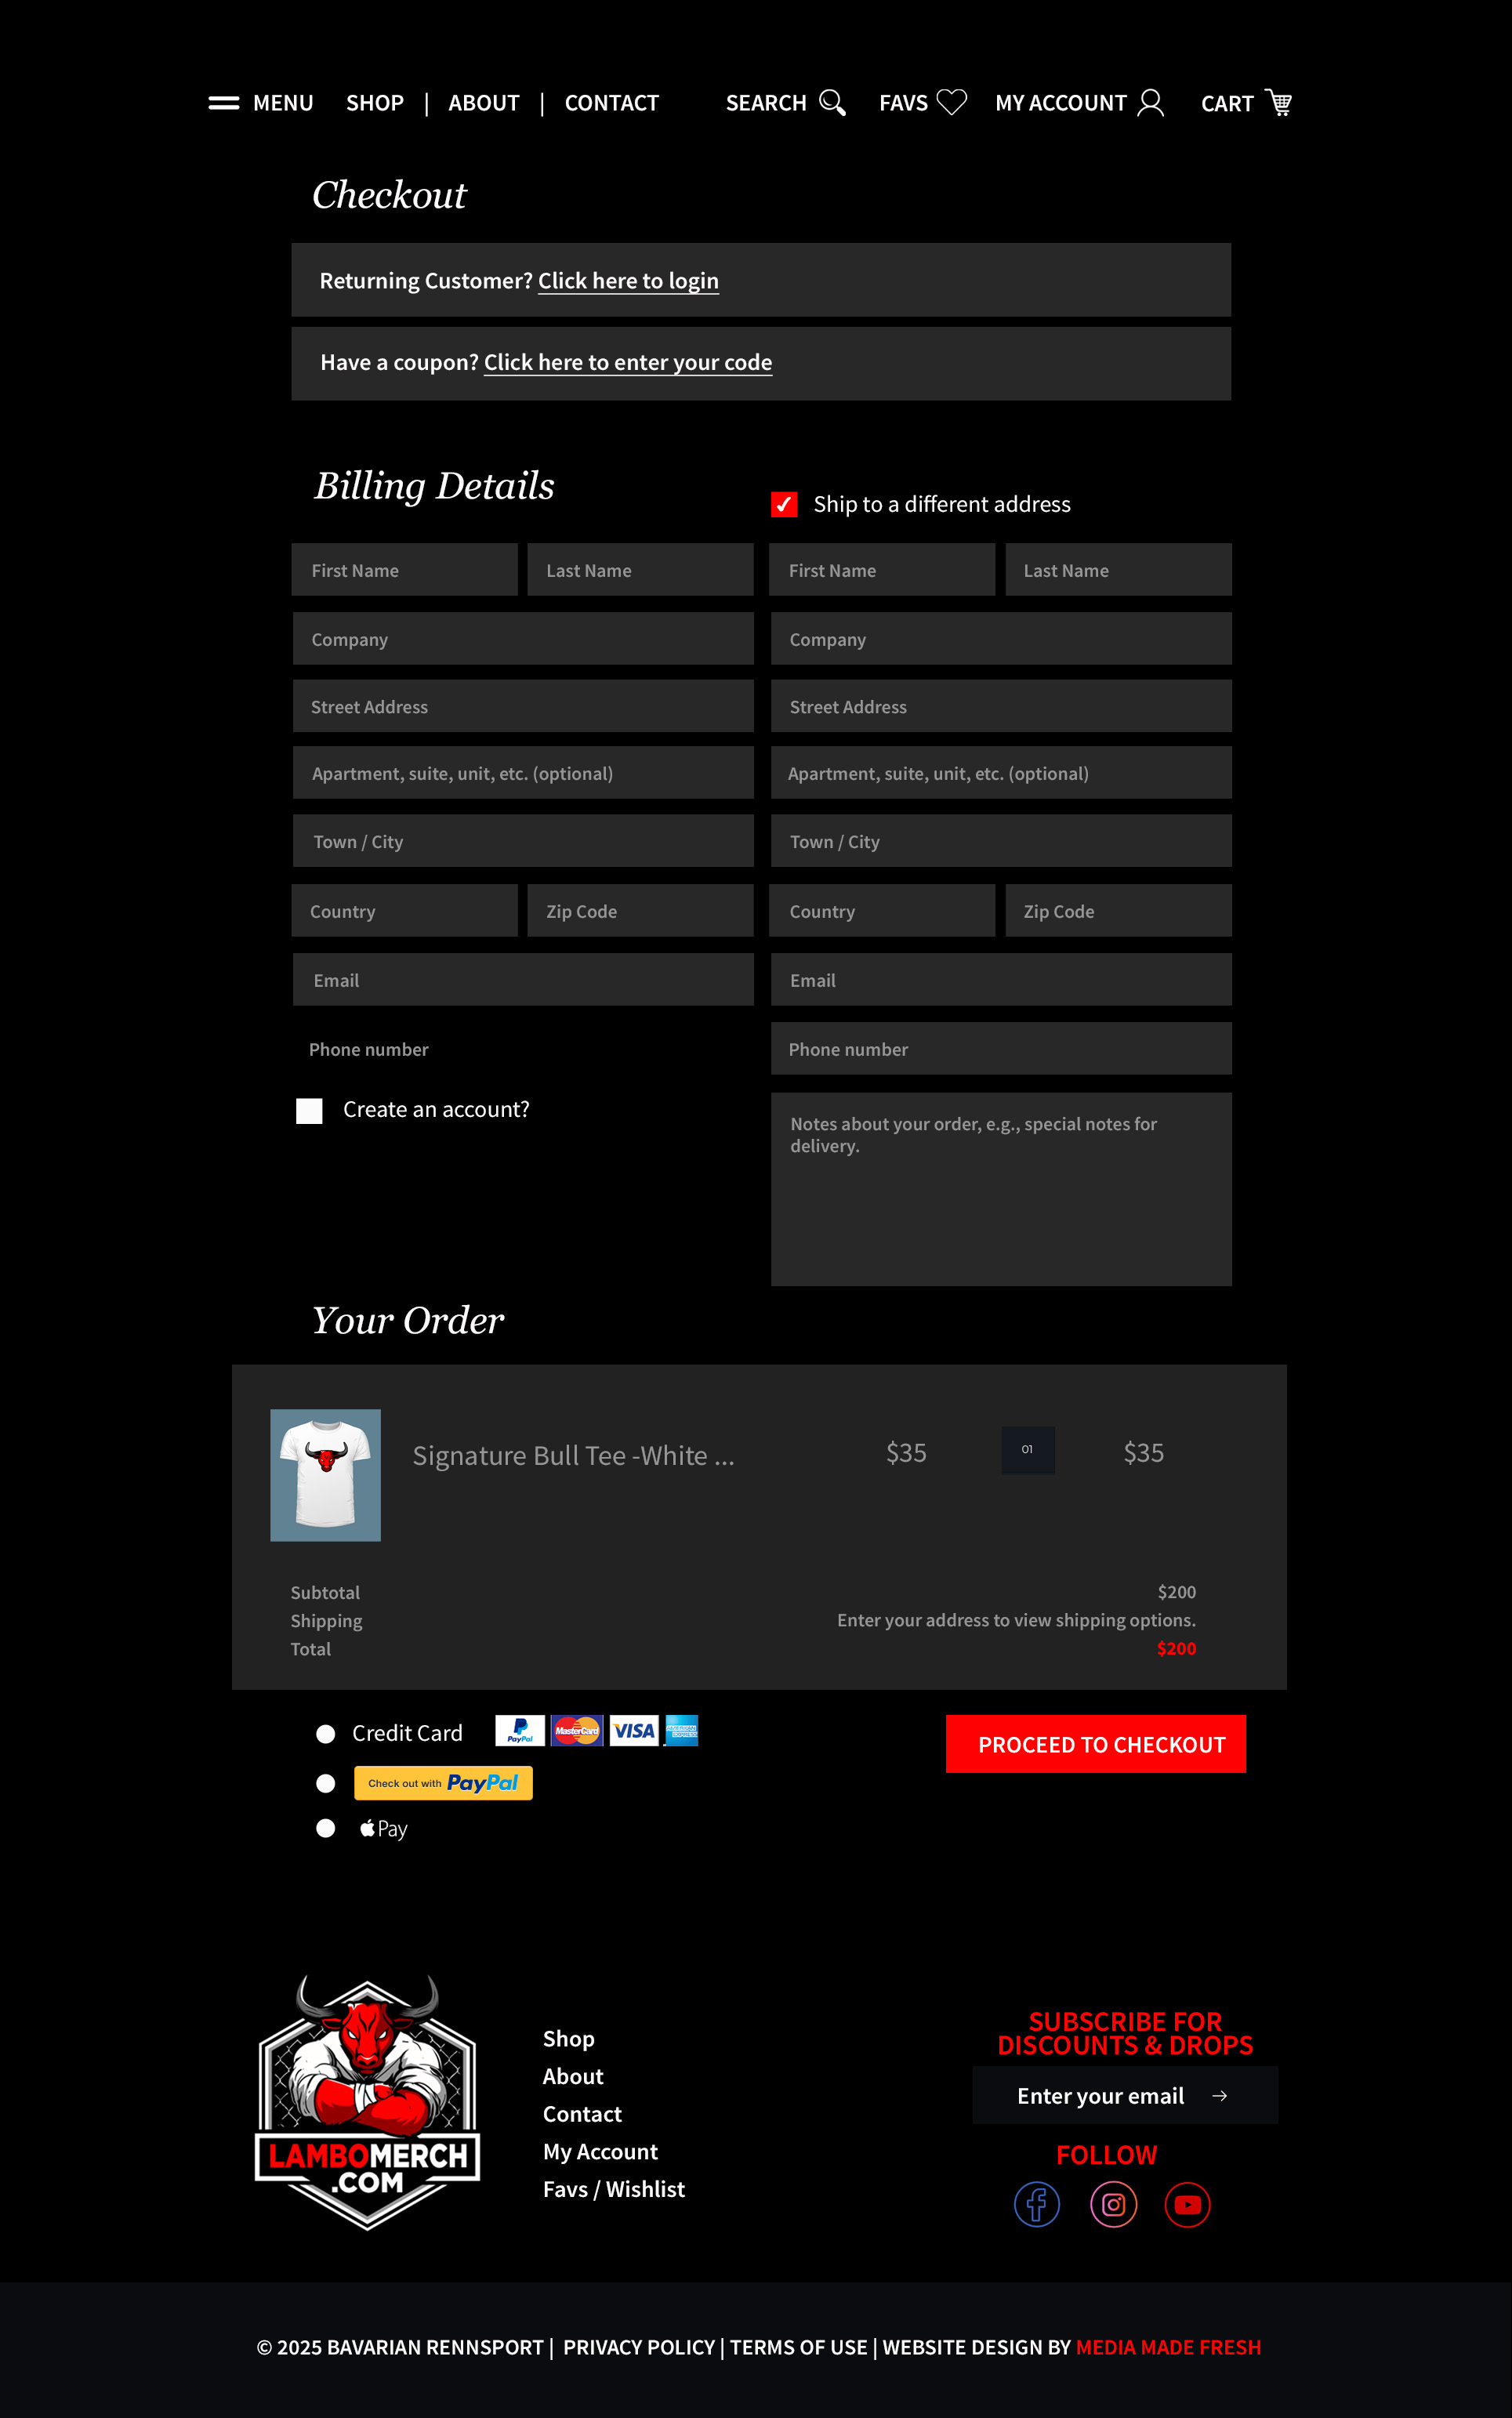 MENU SHOP | ABOUT | CONTACT SEARCH FAVS MY ACCOUNT CART
Checkout
Returning Customer? Click here to login
Have a coupon? Click here to enter your code
Billing Details
Ship to a different address
First Name Last Name First Name Last Name
Company Company
Street Address Street Address
Apartment, suite, unit, etc. (optional) Apartment, suite, unit, etc. (optional)
Town / City Town / City
Country Zip Code Country Zip Code
Email Email
Phone number Phone number
Create an account?
Notes about your order, e.g., special notes for
delivery.
Your Order
Signature Bull Tee -White ... $35 01 $35
Subtotal $200
Shipping Enter your address to view shipping options.
Total $200
Credit Card PayPal MasterCard VISA AMERICAN EXPRESS
PROCEED TO CHECKOUT
Check out with PayPal
Pay
LAMBOMERCH
.COM
Shop
About
Contact
My Account
Favs / Wishlist
SUBSCRIBE FOR
DISCOUNTS & DROPS
Enter your email →
FOLLOW
© 2025 BAVARIAN RENNSPORT | PRIVACY POLICY | TERMS OF USE | WEBSITE DESIGN BY MEDIA MADE FRESH